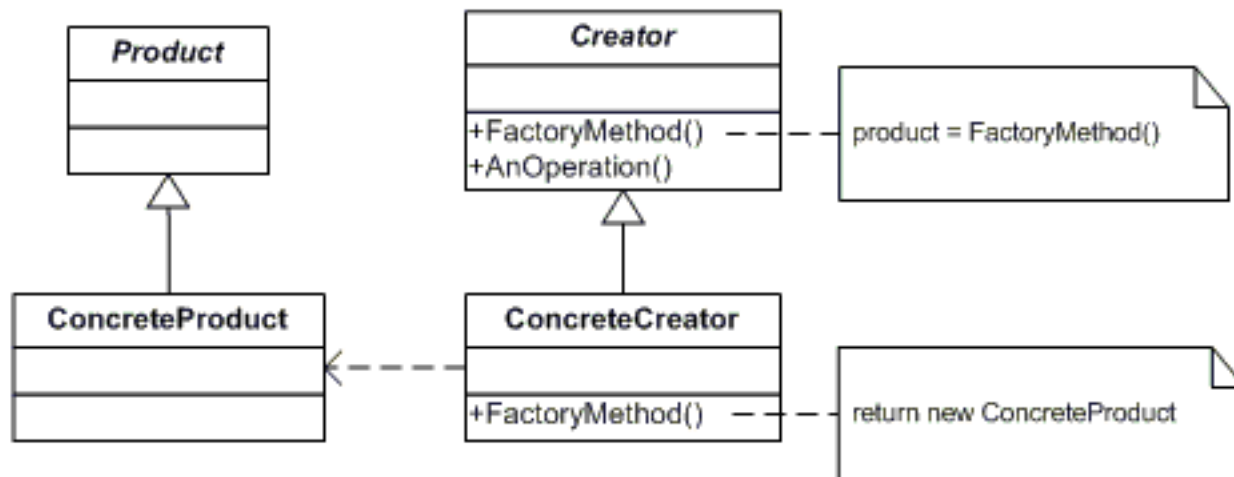 Product
Creator
+FactoryMethod()
+AnOperation()
product = FactoryMethod()
ConcreteProduct
ConcreteCreator
+FactoryMethod()
return new ConcreteProduct